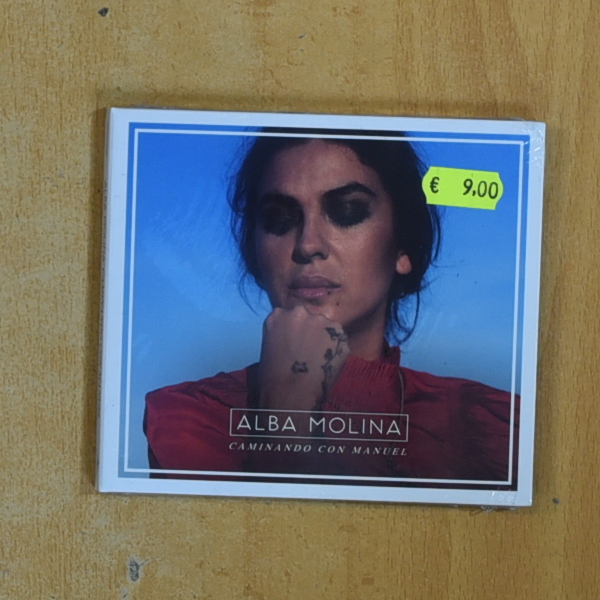 € 9.00
ALBA MOLINA
CAMINANDO CON MANUEL